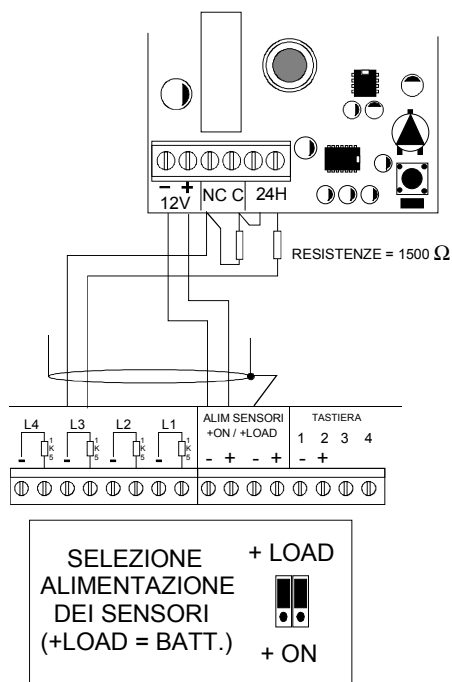 - +
12V
NC C
24H
RESISTENZE = 1500 Ω
L4 L3 L2 L1
1K5 1K5 1K5 1K5
- - - -
ALIM SENSORI
+ON / +LOAD
- + - +
TASTIERA
1 2 3 4
- +
SELEZIONE
ALIMENTAZIONE
DEI SENSORI
(+LOAD = BATT.)
+ LOAD
+ ON